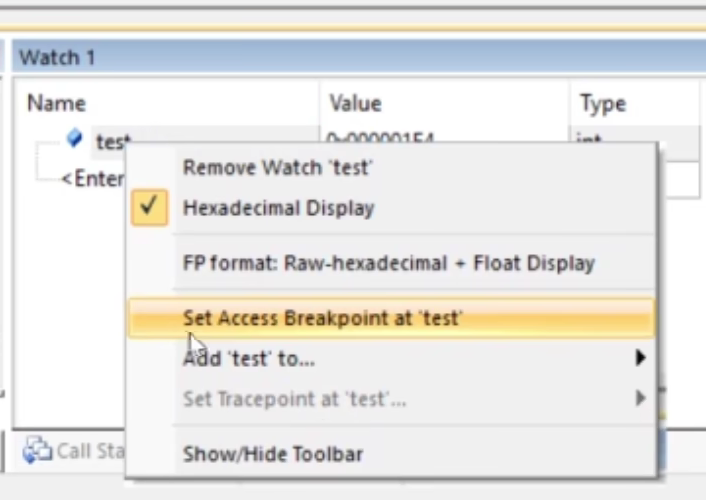 Watch 1
Name Value Type
test 0x000001F4 int
<Enter
Remove Watch 'test'
Hexadecimal Display
FP format: Raw-hexadecimal + Float Display
Set Access Breakpoint at 'test'
Add 'test' to...
Set Tracepoint at 'test'...
Show/Hide Toolbar
Call Sta